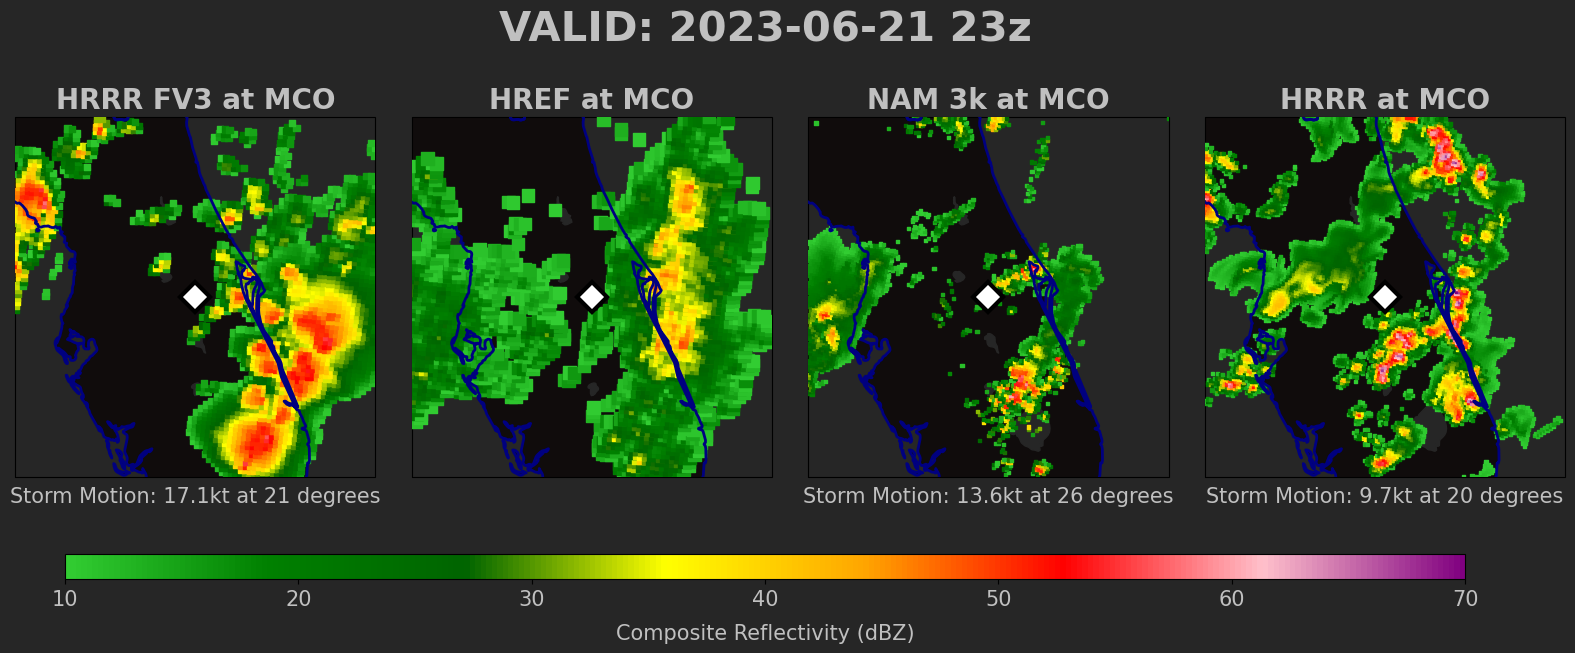 VALID: 2023-06-21 23z
HRRR FV3 at MCO
HREF at MCO
NAM 3k at MCO
HRRR at MCO
Storm Motion: 17.1kt at 21 degrees
Storm Motion: 13.6kt at 26 degrees
Storm Motion: 9.7kt at 20 degrees
10 20 30 40 50 60 70
Composite Reflectivity (dBZ)